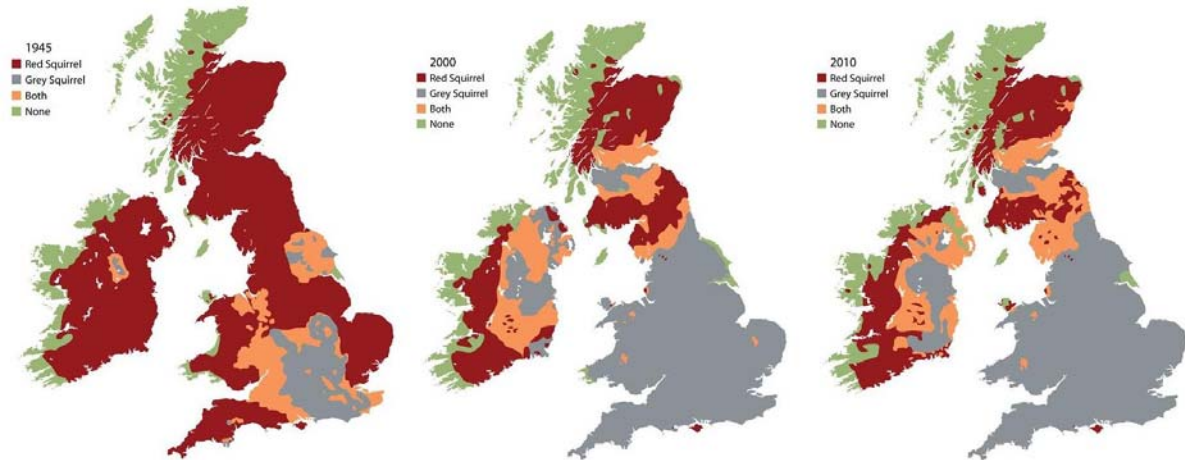 1945
Red Squirrel
Grey Squirrel
Both
None
2000
Red Squirrel
Grey Squirrel
Both
None
2010
Red Squirrel
Grey Squirrel
Both
None